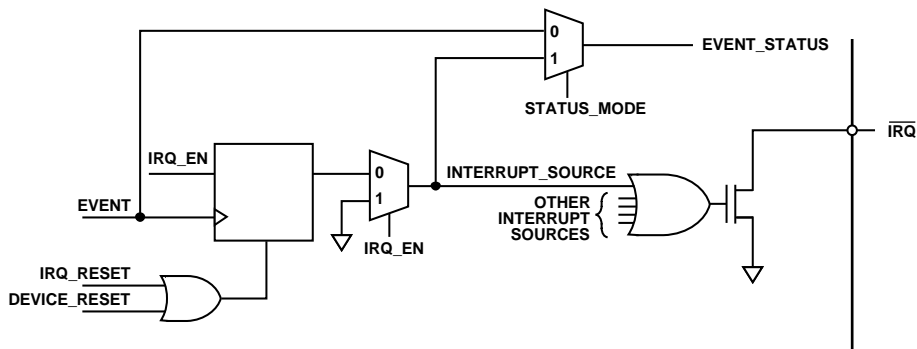 0
1
EVENT_STATUS
STATUS_MODE
IRQ
IRQ_EN
0
1
INTERRUPT_SOURCE
EVENT
OTHER
INTERRUPT
SOURCES
IRQ_EN
IRQ_RESET
DEVICE_RESET